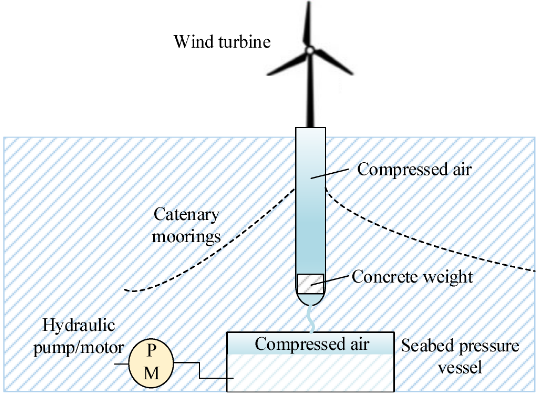 Wind turbine
Compressed air
Catenary
moorings
Concrete weight
Hydraulic
pump/motor
P
M
Compressed air
Seabed pressure
vessel